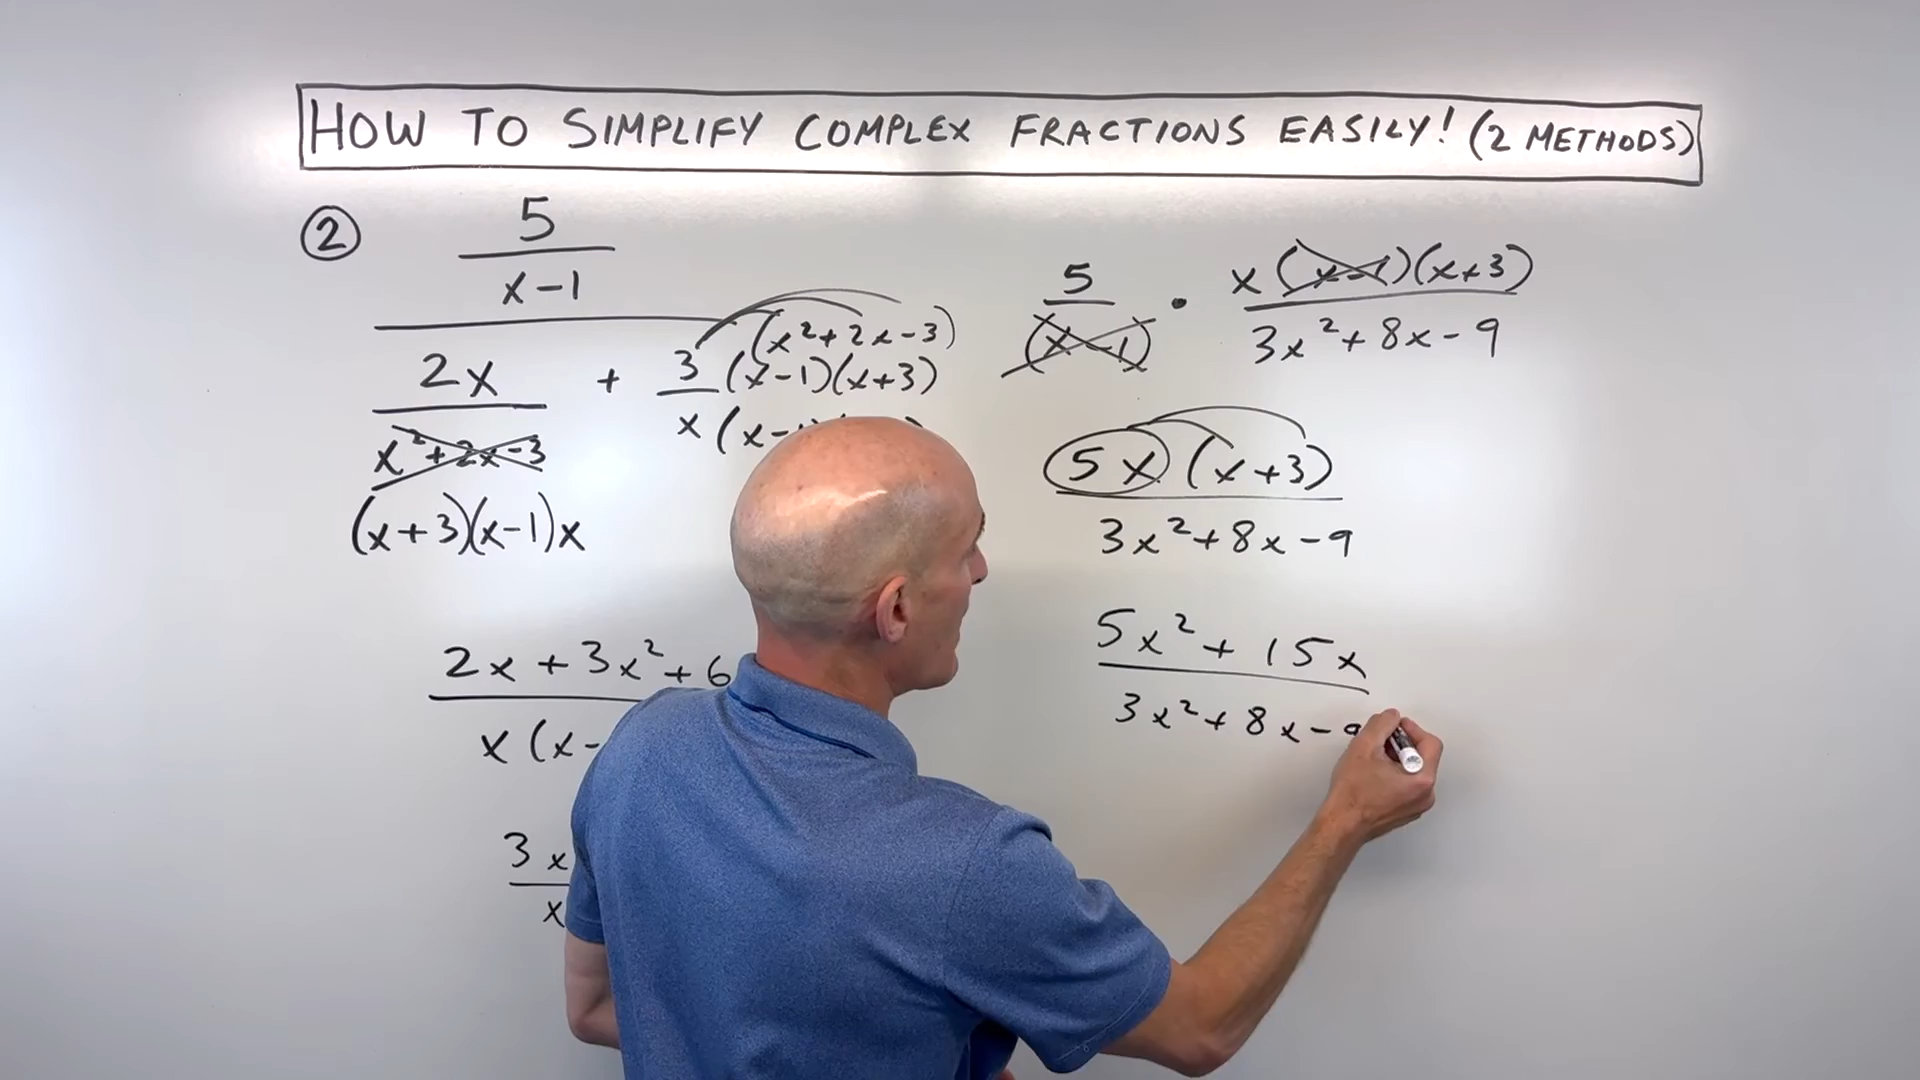 HOW TO SIMPLIFY COMPLEX FRACTIONS EASILY! (2 METHODS)
②
5
x-1
2x + 3(x-1)(x+3)
(x²+2x-3)
x²+2x-3
x(x-
(x+3)(x-1)x
2x+3x²+6
x(x-
3x
x
5 · x(x-1)(x+3)
(x-1)
3x²+8x-9
5x(x+3)
3x²+8x-9
5x²+15x
3x²+8x-9